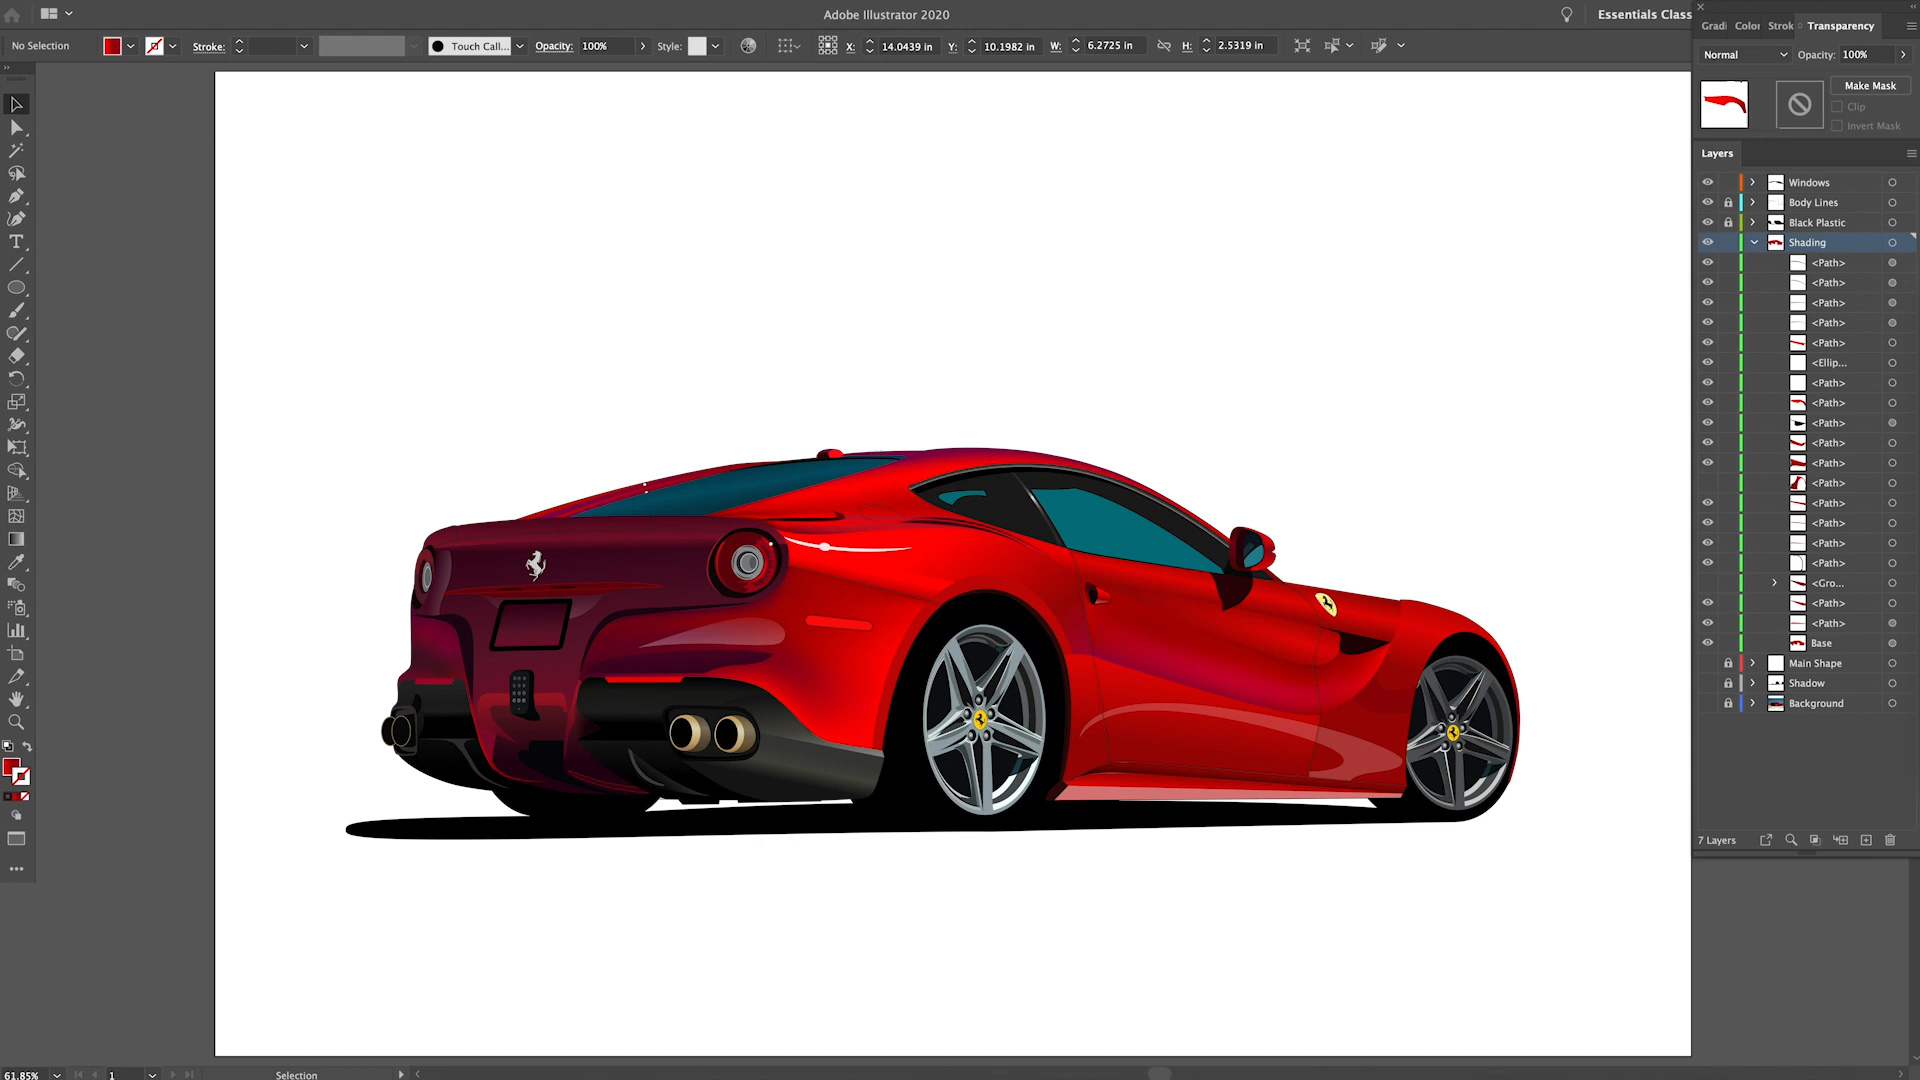 Adobe Illustrator 2020
Essentials Class
No Selection
Stroke:
Touch Call...
Opacity: 100%
Style:
X: 14.0439 in
Y: 10.1982 in
W: 6.2725 in
H: 2.5319 in
Gradi
Color
Strok
Transparency
Normal
Opacity: 100%
Make Mask
Clip
Invert Mask
Layers
Windows
Body Lines
Black Plastic
Shading
<Path>
<Path>
<Path>
<Path>
<Path>
<Ellip...
<Path>
<Path>
<Path>
<Path>
<Path>
<Path>
<Path>
<Path>
<Path>
<Path>
<Gro...
<Path>
<Path>
Base
Main Shape
Shadow
Background
7 Layers
61.85%
1
Selection